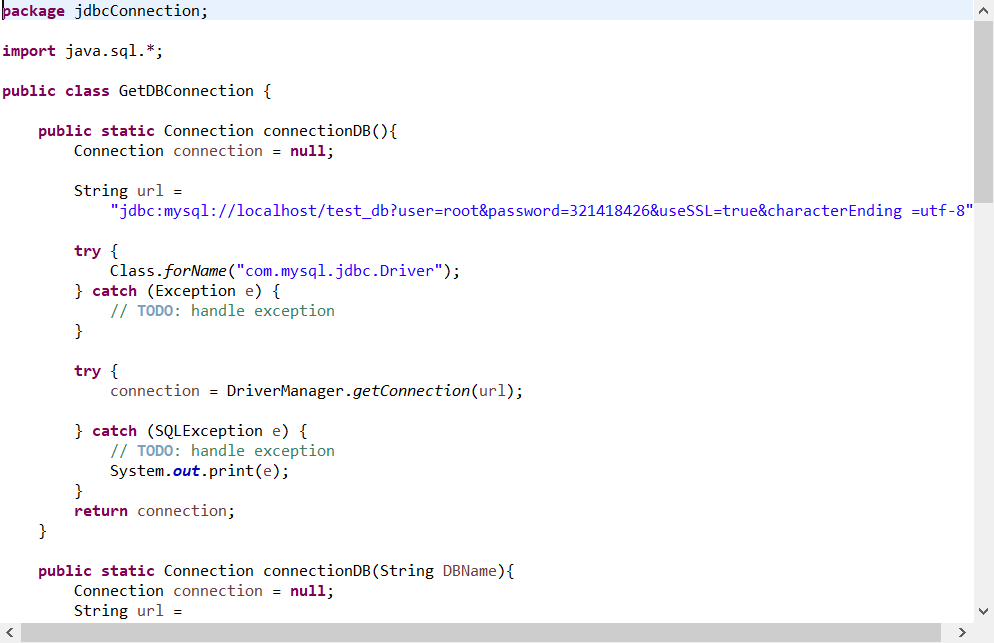 package jdbcConnection;
import java.sql.*;
public class GetDBConnection {
    public static Connection connectionDB(){
        Connection connection = null;
        String url =
            "jdbc:mysql://localhost/test_db?user=root&password=321418426&useSSL=true&characterEnding =utf-8"
        try {
            Class.forName("com.mysql.jdbc.Driver");
        } catch (Exception e) {
            // TODO: handle exception
        }
        try {
            connection = DriverManager.getConnection(url);
        } catch (SQLException e) {
            // TODO: handle exception
            System.out.print(e);
        }
        return connection;
    }
    public static Connection connectionDB(String DBName){
        Connection connection = null;
        String url =